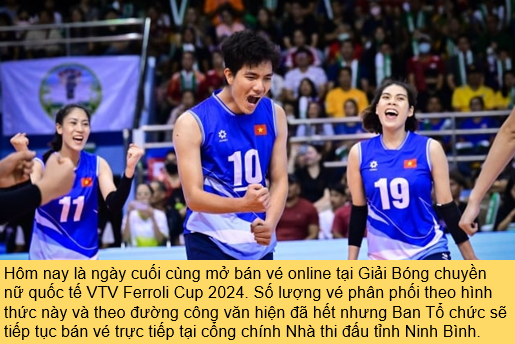 10
11
19
Hôm nay là ngày cuối cùng mở bán vé online tại Giải Bóng chuyền
nữ quốc tế VTV Ferroli Cup 2024. Số lượng vé phân phối theo hình
thức này và theo đường công văn hiện đã hết nhưng Ban Tổ chức sẽ
tiếp tục bán vé trực tiếp tại cổng chính Nhà thi đấu tỉnh Ninh Bình.